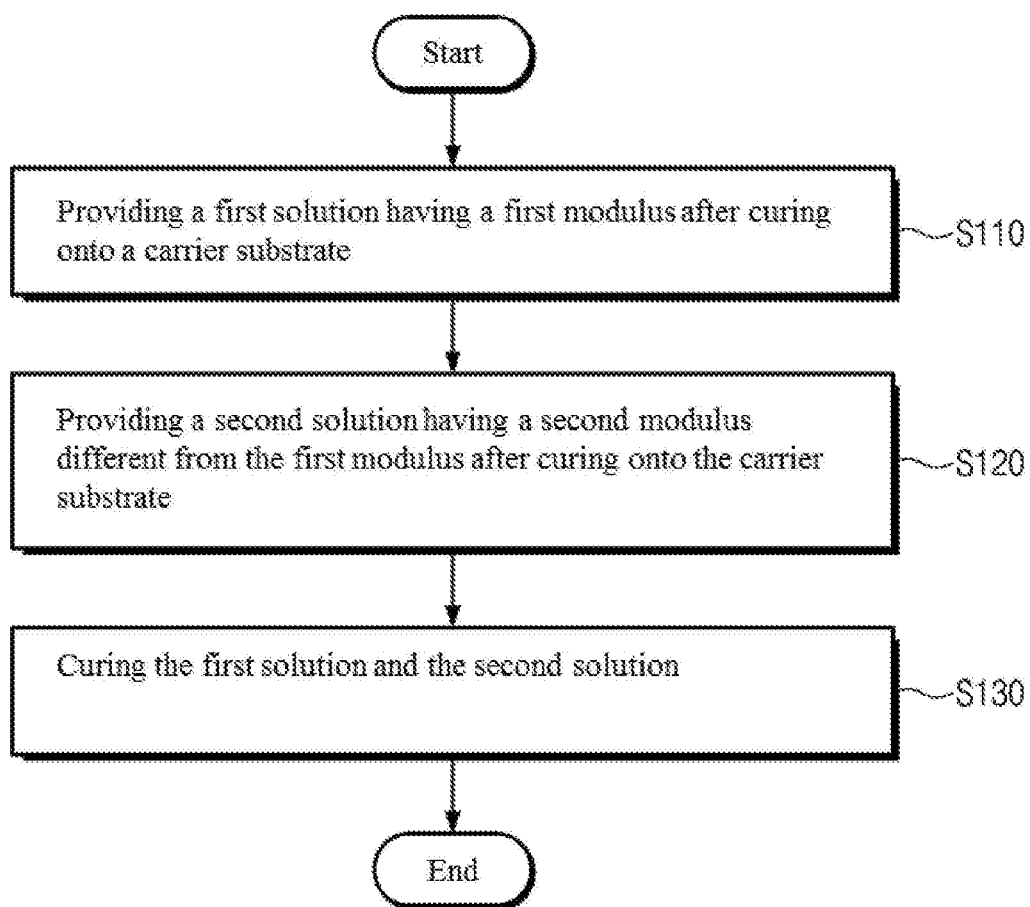 Start
Providing a first solution having a first modulus after curing
onto a carrier substrate
S110
Providing a second solution having a second modulus
different from the first modulus after curing onto the carrier
substrate
S120
Curing the first solution and the second solution
S130
End